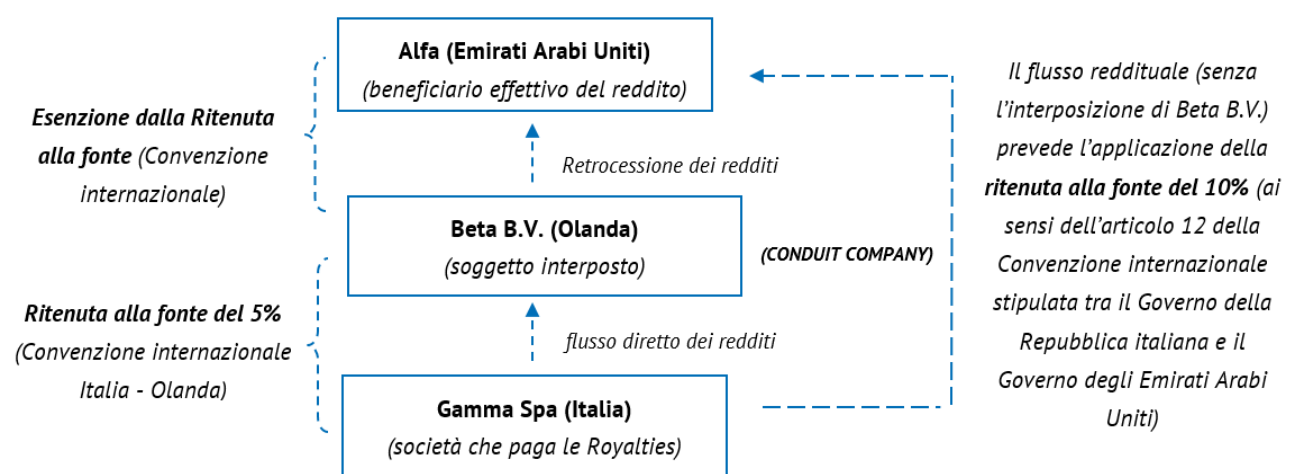 Alfa (Emirati Arabi Uniti)
(beneficiario effettivo del reddito)
Esenzione dalla Ritenuta
alla fonte (Convenzione
internazionale)
Retrocessione dei redditi
Beta B.V. (Olanda)
(soggetto interposto)
(CONDUIT COMPANY)
Ritenuta alla fonte del 5%
(Convenzione internazionale
Italia - Olanda)
flusso diretto dei redditi
Gamma Spa (Italia)
(società che paga le Royalties)
Il flusso reddituale (senza
l'interposizione di Beta B.V.)
prevede l'applicazione della
ritenuta alla fonte del 10% (ai
sensi dell'articolo 12 della
Convenzione internazionale
stipulata tra il Governo della
Repubblica italiana e il
Governo degli Emirati Arabi
Uniti)